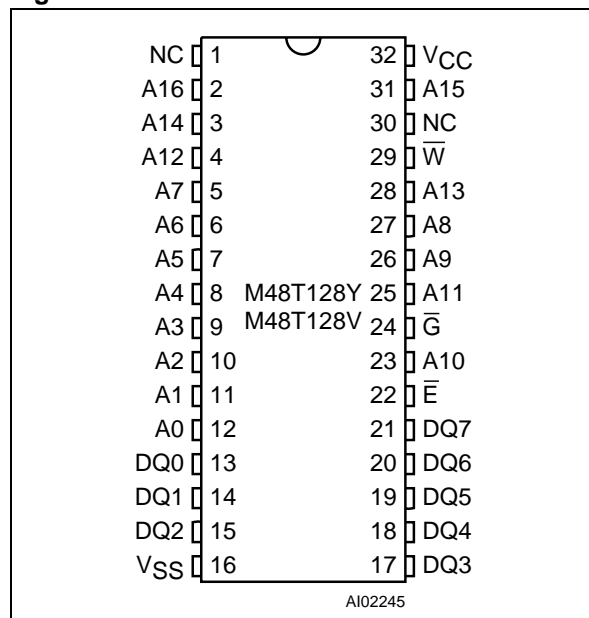 NC 1 32 VCC
A16 2 31 A15
A14 3 30 NC
A12 4 29 W̅
A7 5 28 A13
A6 6 27 A8
A5 7 26 A9
A4 8 M48T128Y 25 A11
A3 9 M48T128V 24 G̅
A2 10 23 A10
A1 11 22 E̅
A0 12 21 DQ7
DQ0 13 20 DQ6
DQ1 14 19 DQ5
DQ2 15 18 DQ4
VSS 16 17 DQ3
AI02245